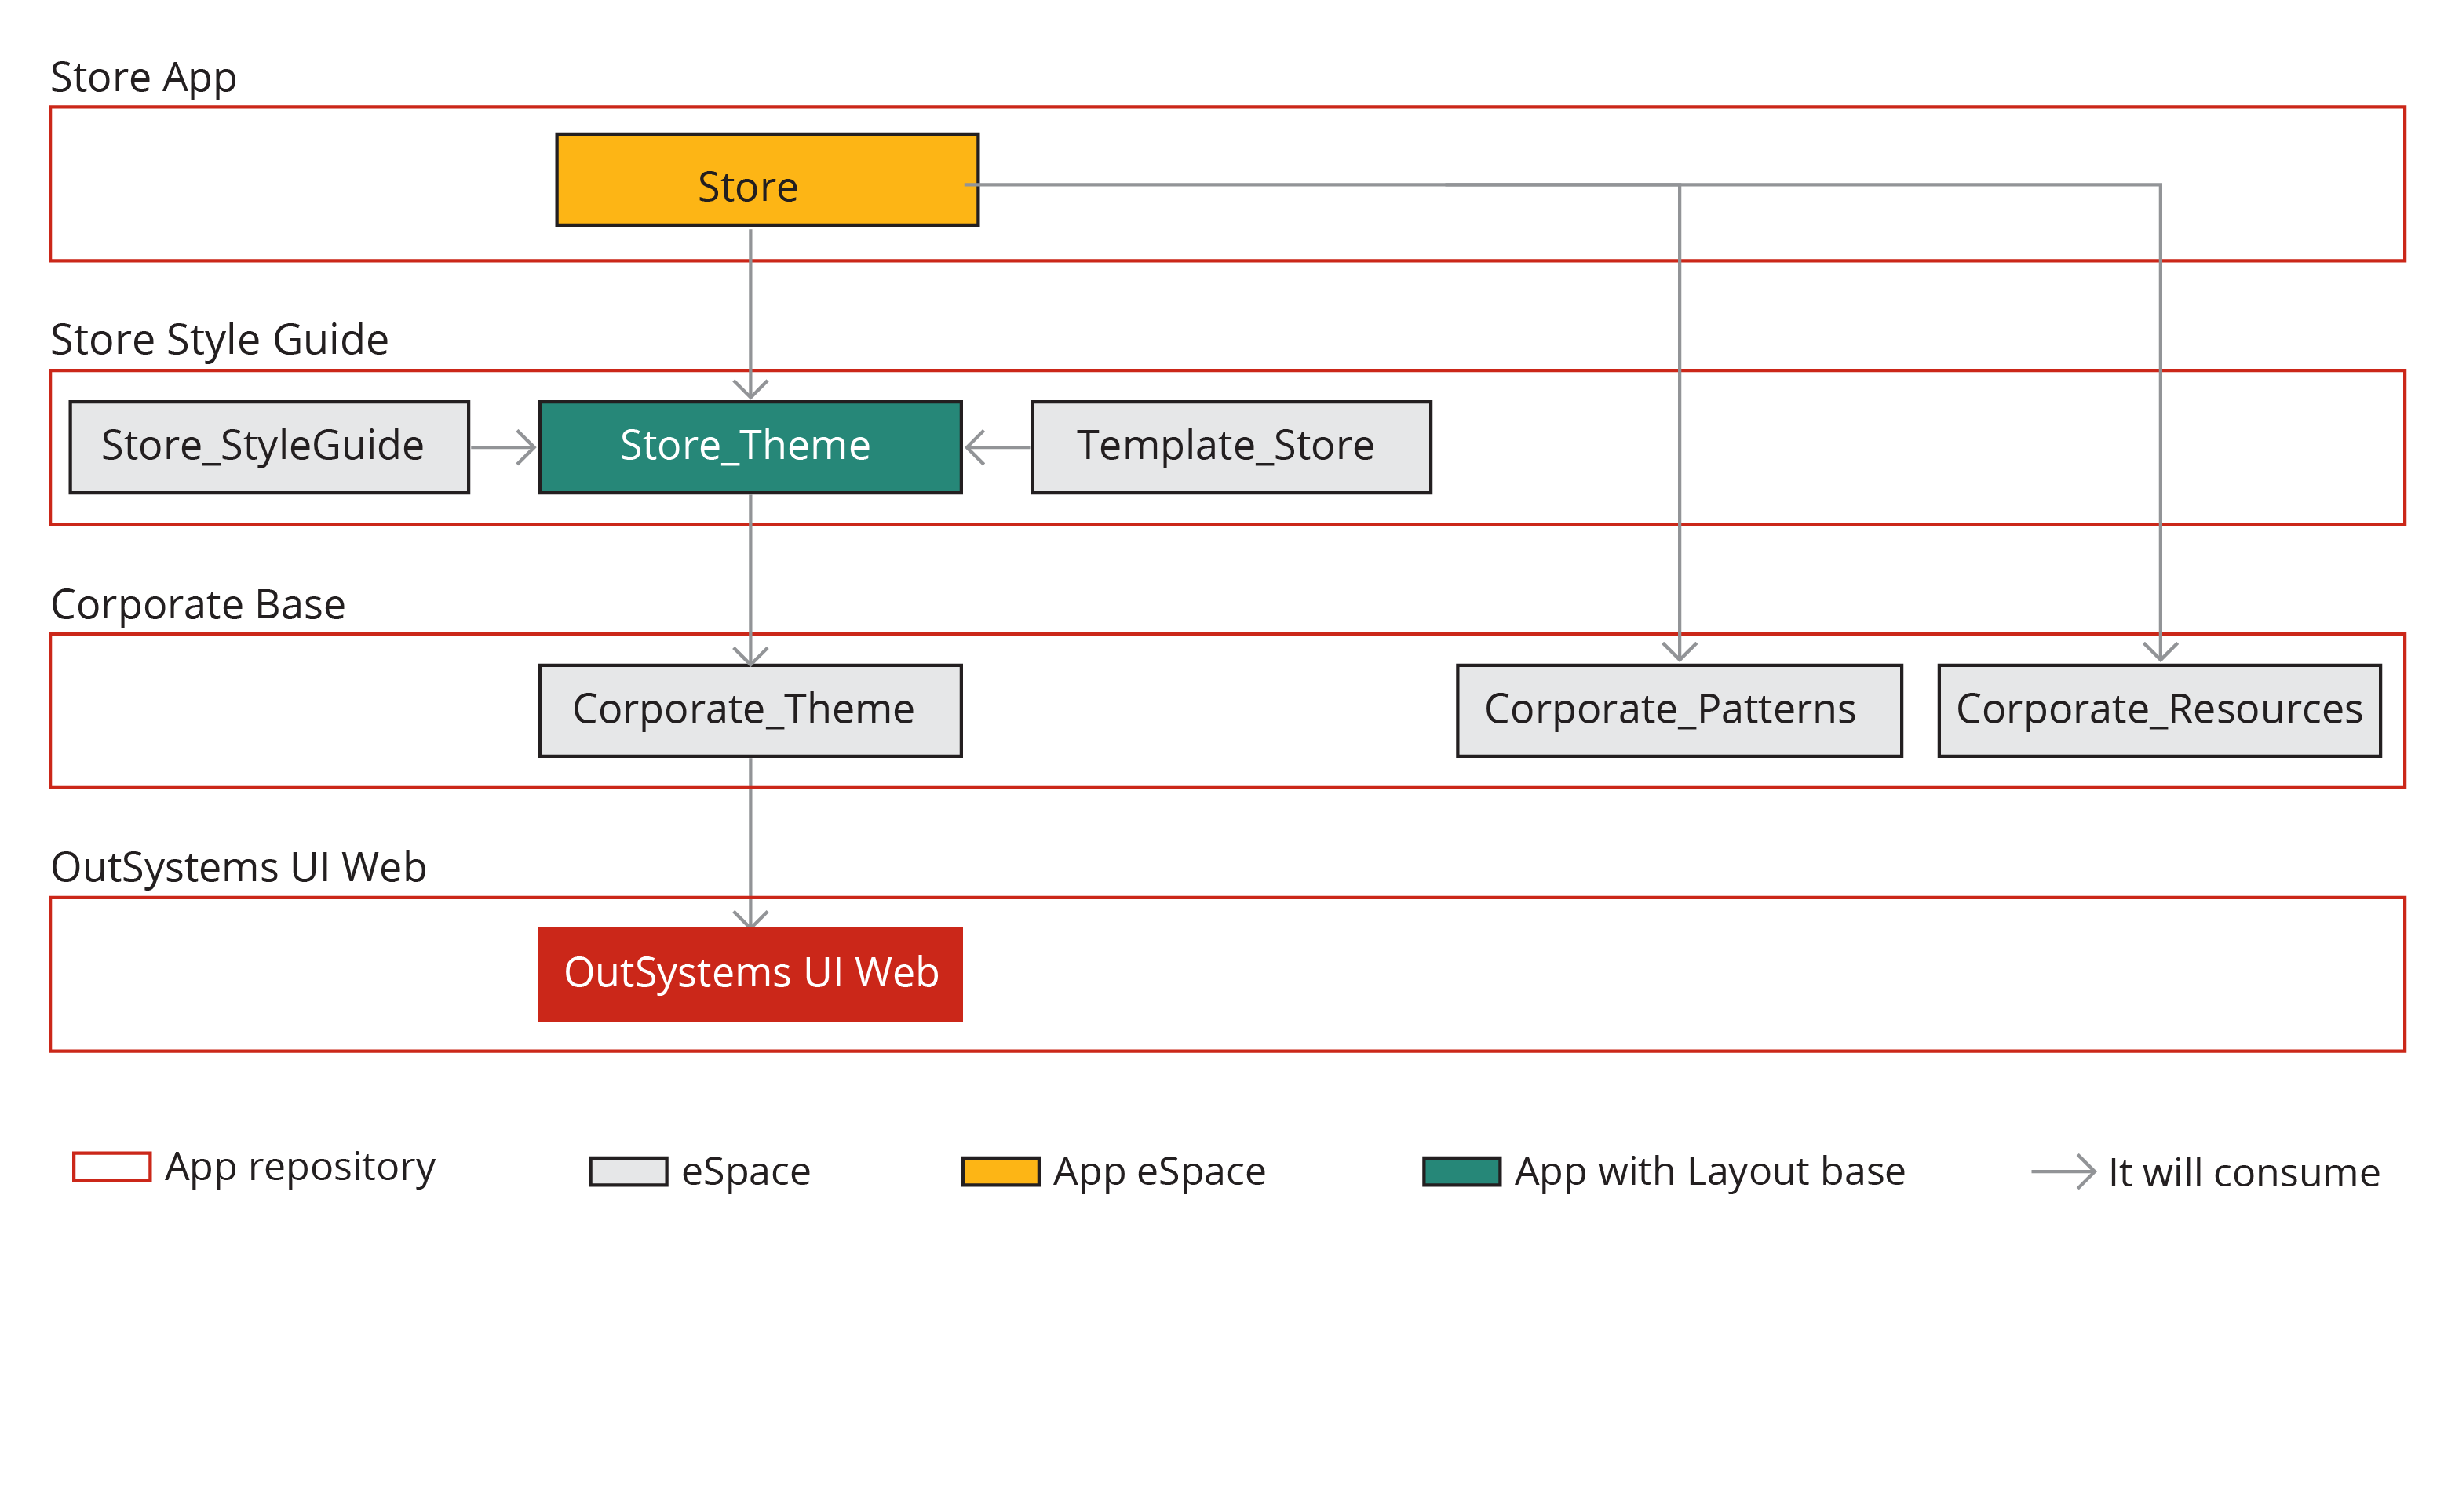 Store App
Store
Store Style Guide
Store_StyleGuide
Store_Theme
Template_Store
Corporate Base
Corporate_Theme
Corporate_Patterns
Corporate_Resources
OutSystems UI Web
OutSystems UI Web
App repository
eSpace
App eSpace
App with Layout base
It will consume